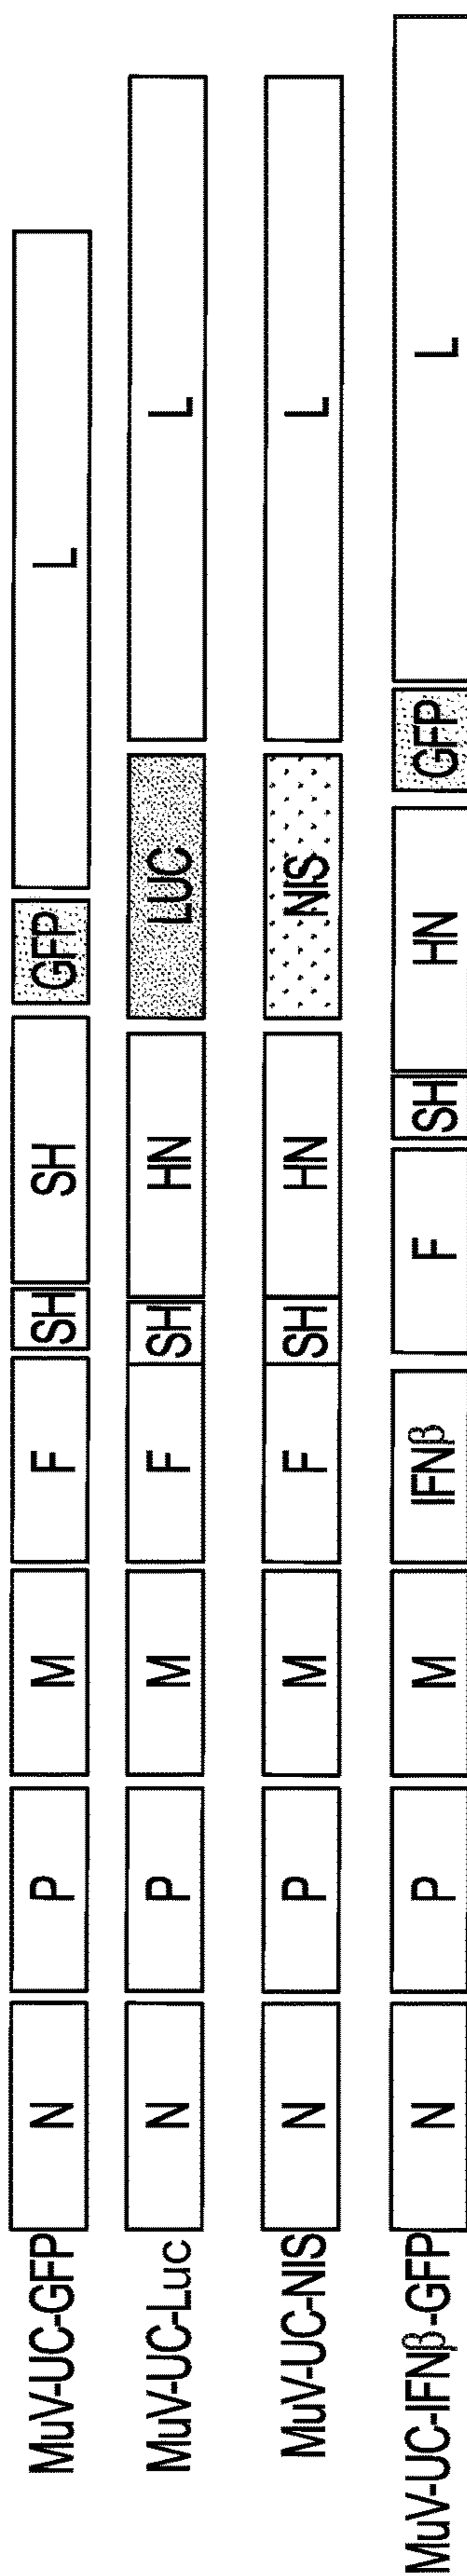 MuV-UC-GFP N P M F SH SH GFP L
MuV-UC-Luc N P M F SH HN LUC L
MuV-UC-NIS N P M F SH HN NIS L
MuV-UC-IFNβ-GFP N P M IFNβ F SH HN GFP L